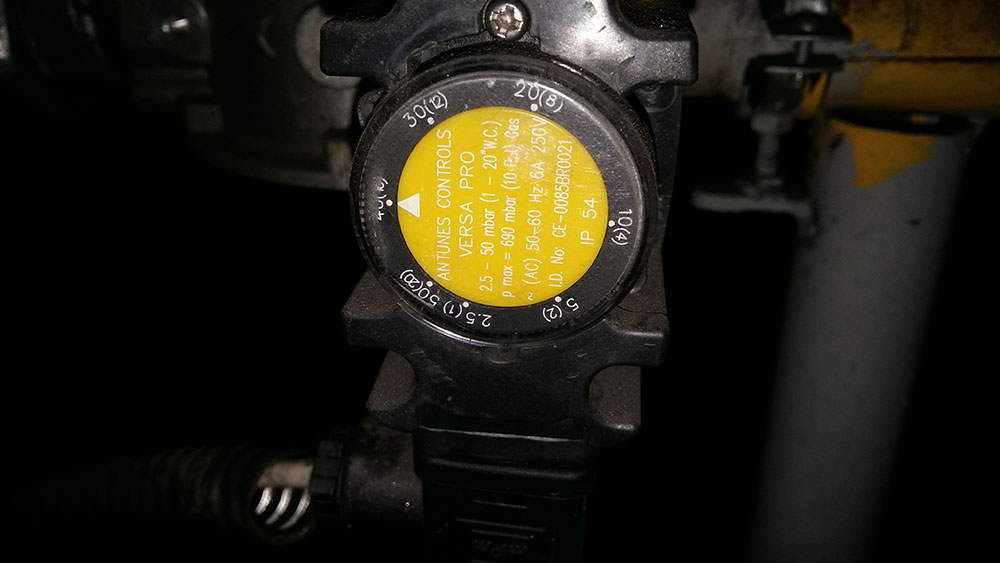 ANTUNES CONTROLS
VERSA PRO
2.5 - 50 mbar (1 - 20"W.C.)
p max = 690 mbar (10 P.s.i) Gas
~ (AC) 50-60 Hz 6A 250V
I.D. No: CE-0085BR0021
IP 54
2.5(1)
5(2)
10(4)
20(8)
30(12)
50(20)